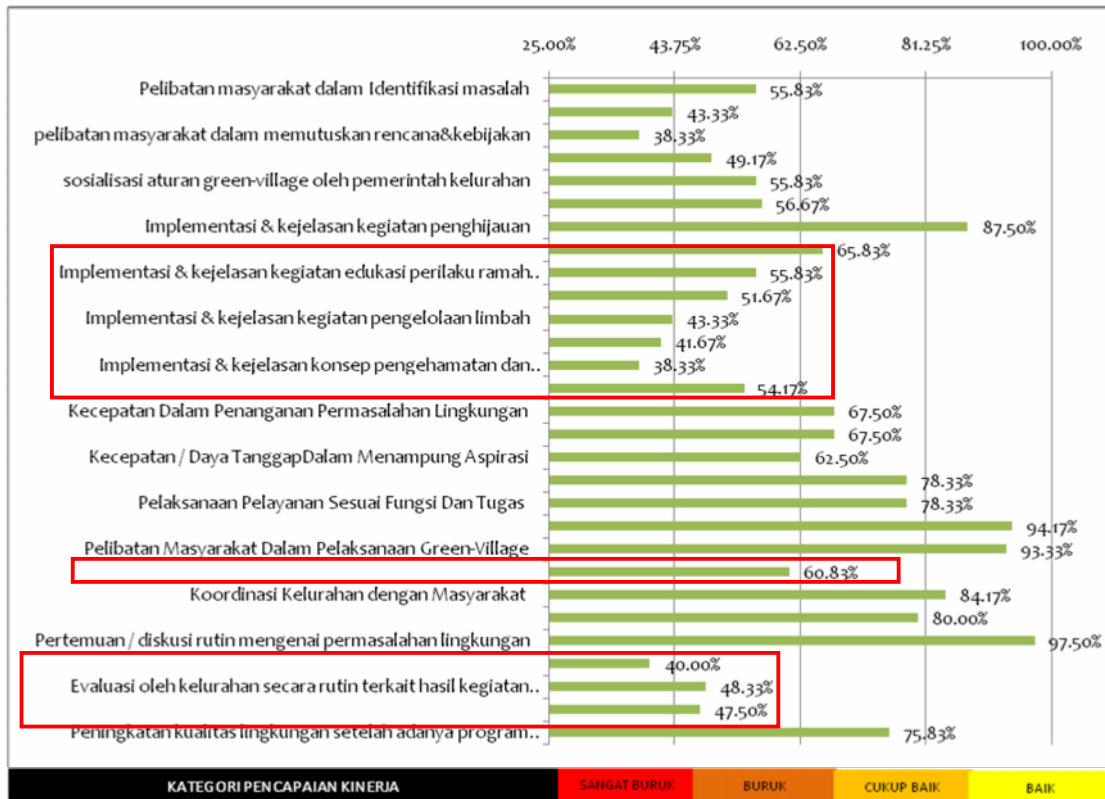 25.00% 43.75% 62.50% 81.25% 100.00%
Pelibatan masyarakat dalam Identifikasi masalah 55.83%
43.33%
pelibatan masyarakat dalam memutuskan rencana&kebijakan 38.33%
49.17%
sosialisasi aturan green-village oleh pemerintah kelurahan 55.83%
56.67%
Implementasi & kejelasan kegiatan penghijauan 87.50%
65.83%
Implementasi & kejelasan kegiatan edukasi perilaku ramah.. 55.83%
51.67%
Implementasi & kejelasan kegiatan pengelolaan limbah 43.33%
41.67%
Implementasi & kejelasan konsep pengehamatan dan.. 38.33%
54.17%
Kecepatan Dalam Penanganan Permasalahan Lingkungan 67.50%
67.50%
Kecepatan / Daya TanggapDalam Menampung Aspirasi 62.50%
78.33%
Pelaksanaan Pelayanan Sesuai Fungsi Dan Tugas 78.33%
94.17%
Pelibatan Masyarakat Dalam Pelaksanaan Green-Village 93.33%
60.83%
Koordinasi Kelurahan dengan Masyarakat 84.17%
80.00%
Pertemuan / diskusi rutin mengenai permasalahan lingkungan 97.50%
40.00%
Evaluasi oleh kelurahan secara rutin terkait hasil kegiatan.. 48.33%
47.50%
Peningkatan kualitas lingkungan setelah adanya program.. 75.83%
KATEGORI PENCAPAIAN KINERJA SANGAT BURUK BURUK CUKUP BAIK BAIK